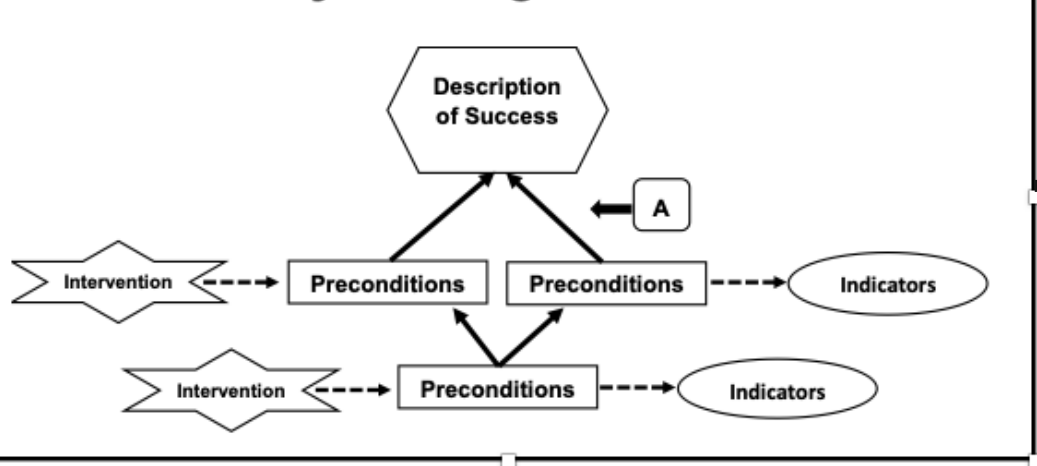 Description
of Success
A
Intervention
Preconditions
Preconditions
Indicators
Intervention
Preconditions
Indicators